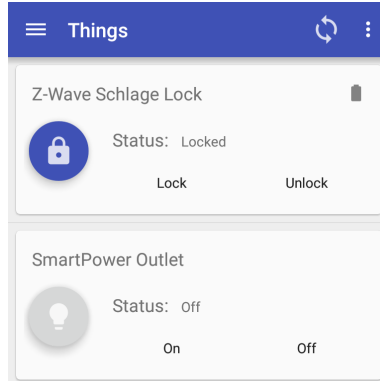 Things
Z-Wave Schlage Lock
Status: Locked
Lock Unlock
SmartPower Outlet
Status: Off
On Off